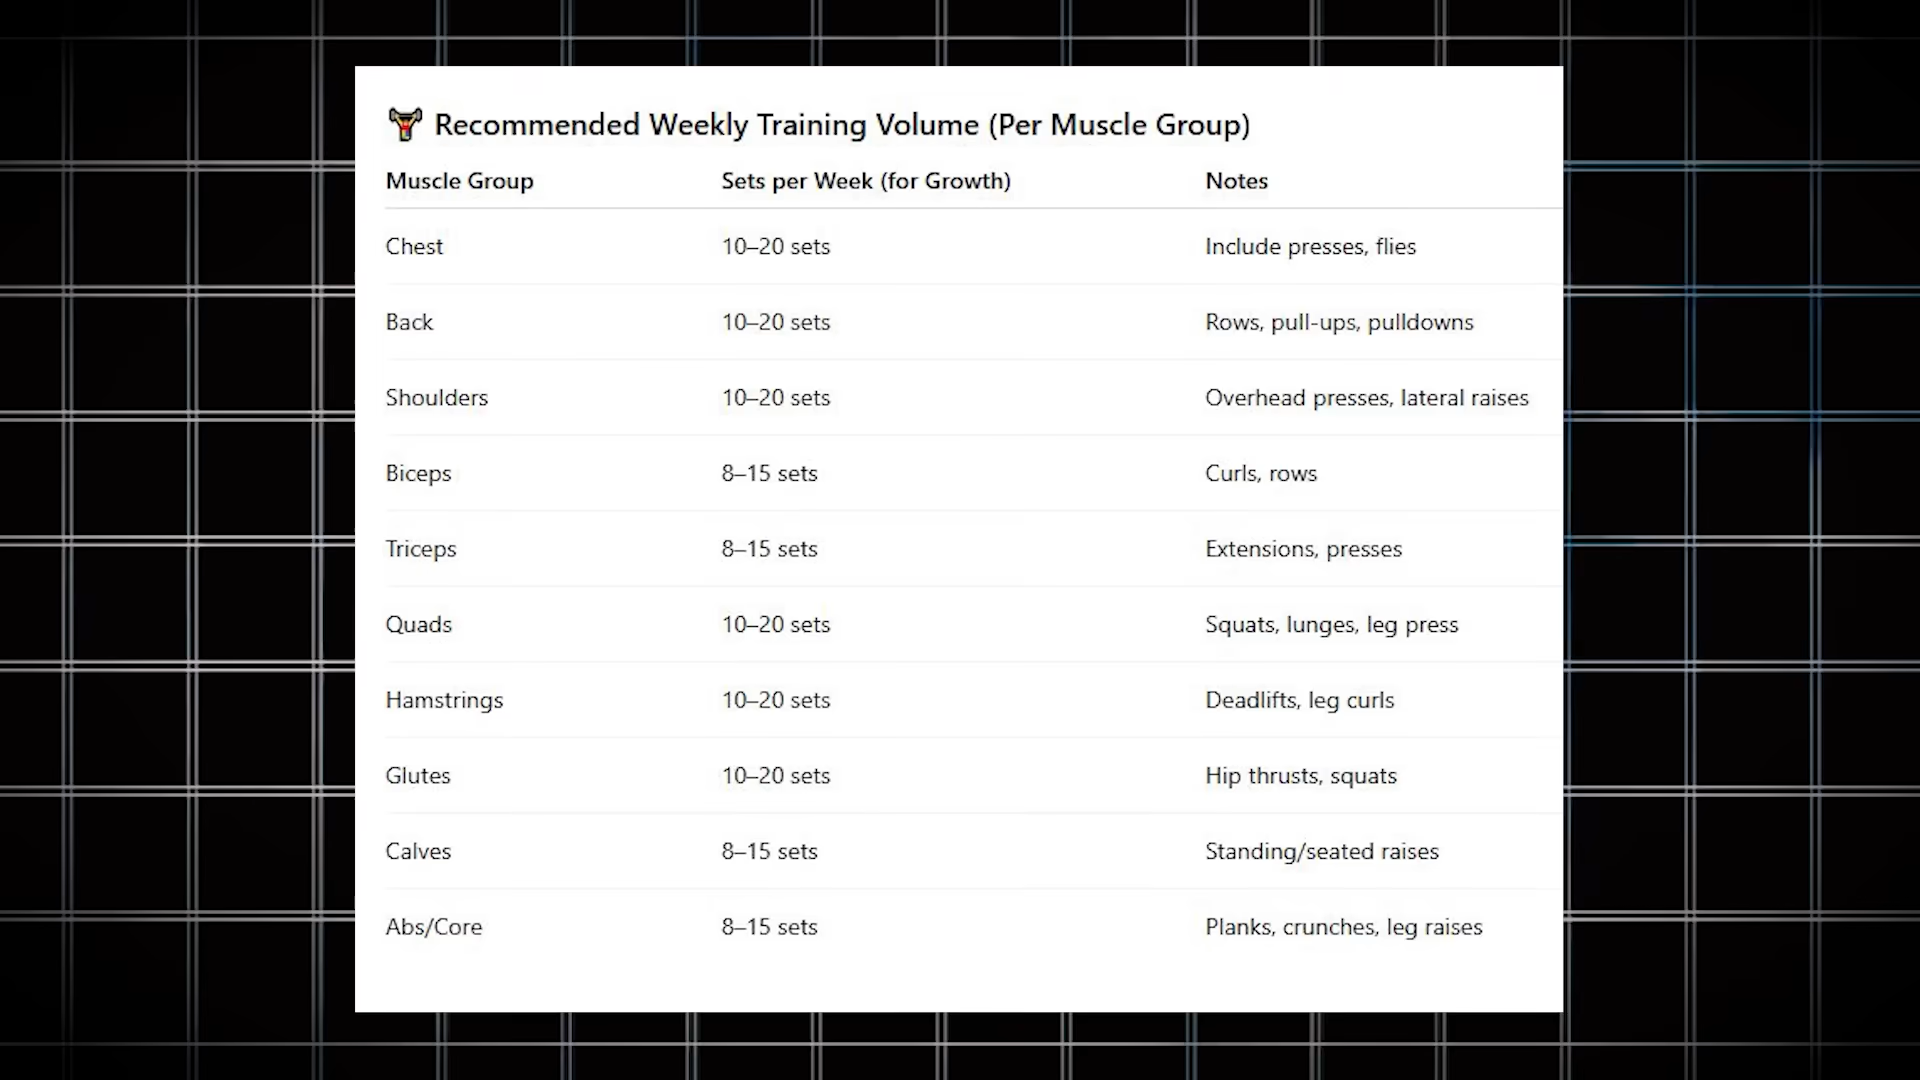 Recommended Weekly Training Volume (Per Muscle Group)
Muscle Group Sets per Week (for Growth) Notes
Chest 10–20 sets Include presses, flies
Back 10–20 sets Rows, pull-ups, pulldowns
Shoulders 10–20 sets Overhead presses, lateral raises
Biceps 8–15 sets Curls, rows
Triceps 8–15 sets Extensions, presses
Quads 10–20 sets Squats, lunges, leg press
Hamstrings 10–20 sets Deadlifts, leg curls
Glutes 10–20 sets Hip thrusts, squats
Calves 8–15 sets Standing/seated raises
Abs/Core 8–15 sets Planks, crunches, leg raises